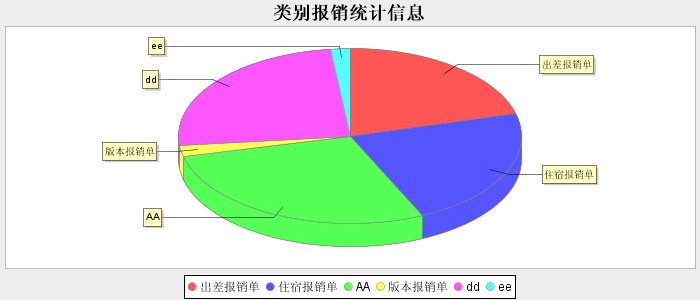 类别报销统计信息
ee
出差报销单
dd
版本报销单
住宿报销单
AA
出差报销单 住宿报销单 AA 版本报销单 dd ee